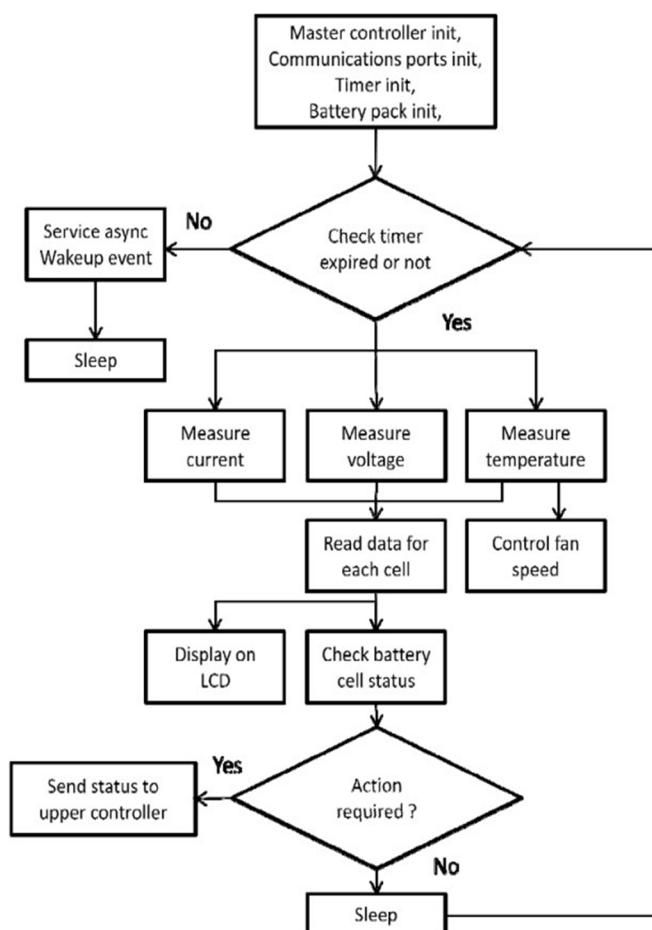 Master controller init,
Communications ports init,
Timer init,
Battery pack init,
No
Service async
Wakeup event
Check timer
expired or not
Yes
Sleep
Measure
current
Measure
voltage
Measure
temperature
Read data for
each cell
Control fan
speed
Display on
LCD
Check battery
cell status
Yes
Send status to
upper controller
Action
required ?
No
Sleep